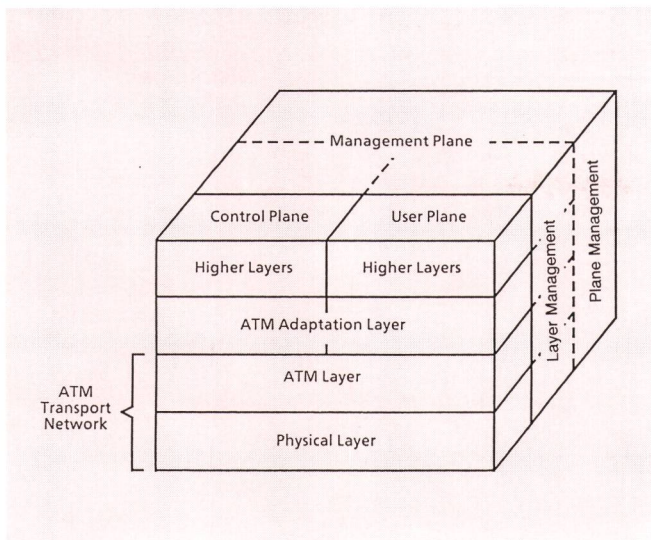 Management Plane
Control Plane
User Plane
Higher Layers
Higher Layers
ATM Adaptation Layer
ATM Layer
Physical Layer
ATM
Transport
Network
Layer Management
Plane Management